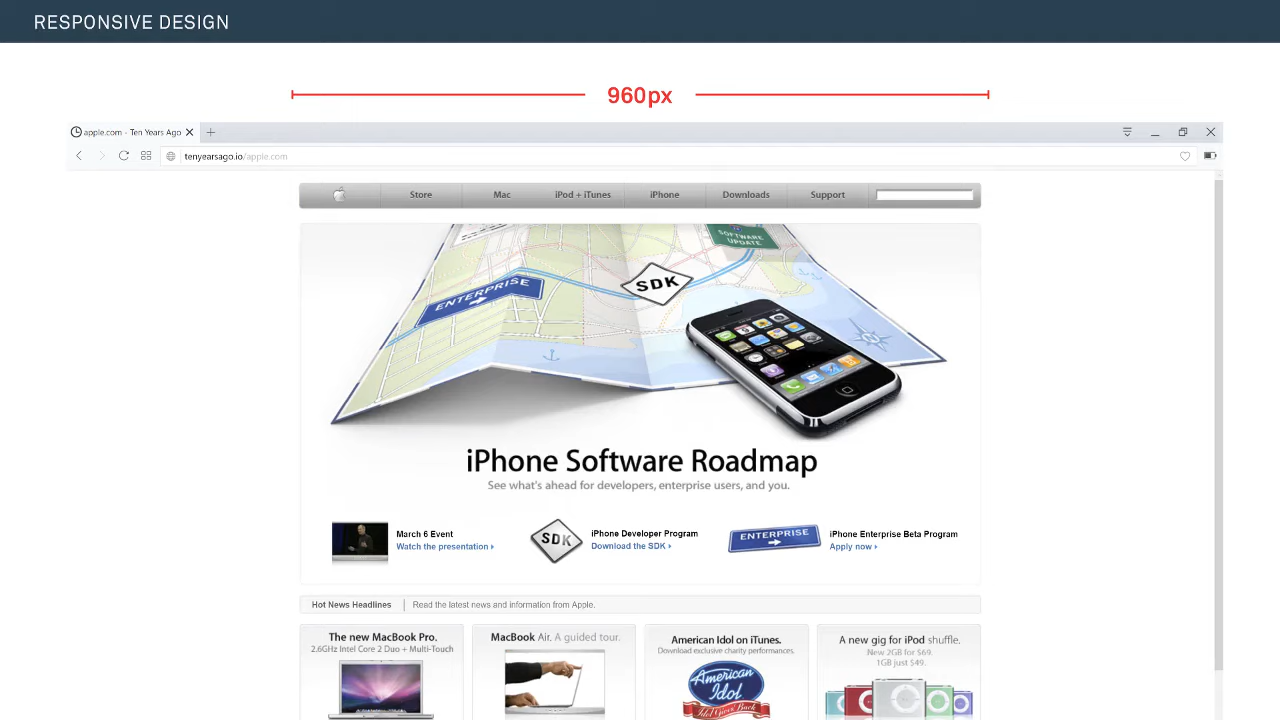 RESPONSIVE DESIGN
960px
apple.com - Ten Years Ago
tenyearsago.io/apple.com
Store Mac iPod + iTunes iPhone Downloads Support
SOFTWARE UPDATE
ENTERPRISE
SDK
iPhone Software Roadmap
See what's ahead for developers, enterprise users, and you.
March 6 Event
Watch the presentation
SDK
iPhone Developer Program
Download the SDK
ENTERPRISE
iPhone Enterprise Beta Program
Apply now
Hot News Headlines Read the latest news and information from Apple.
The new MacBook Pro.
2.6GHz Intel Core 2 Duo + Multi-Touch
MacBook Air. A guided tour.
American Idol on iTunes.
Download exclusive charity performances.
American Idol
Idol Gives Back
A new gig for iPod shuffle.
New 2GB for $69.
1GB just $49.